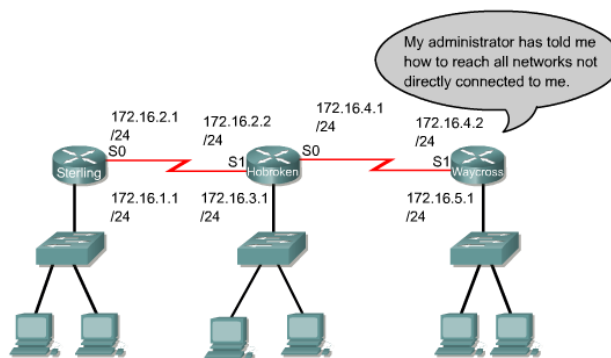 My administrator has told me
how to reach all networks not
directly connected to me.
172.16.2.1
/24
172.16.2.2
/24
172.16.4.1
/24
172.16.4.2
/24
S0
S1
S0
S1
Sterling
Hobroken
Waycross
172.16.1.1
/24
172.16.3.1
/24
172.16.5.1
/24